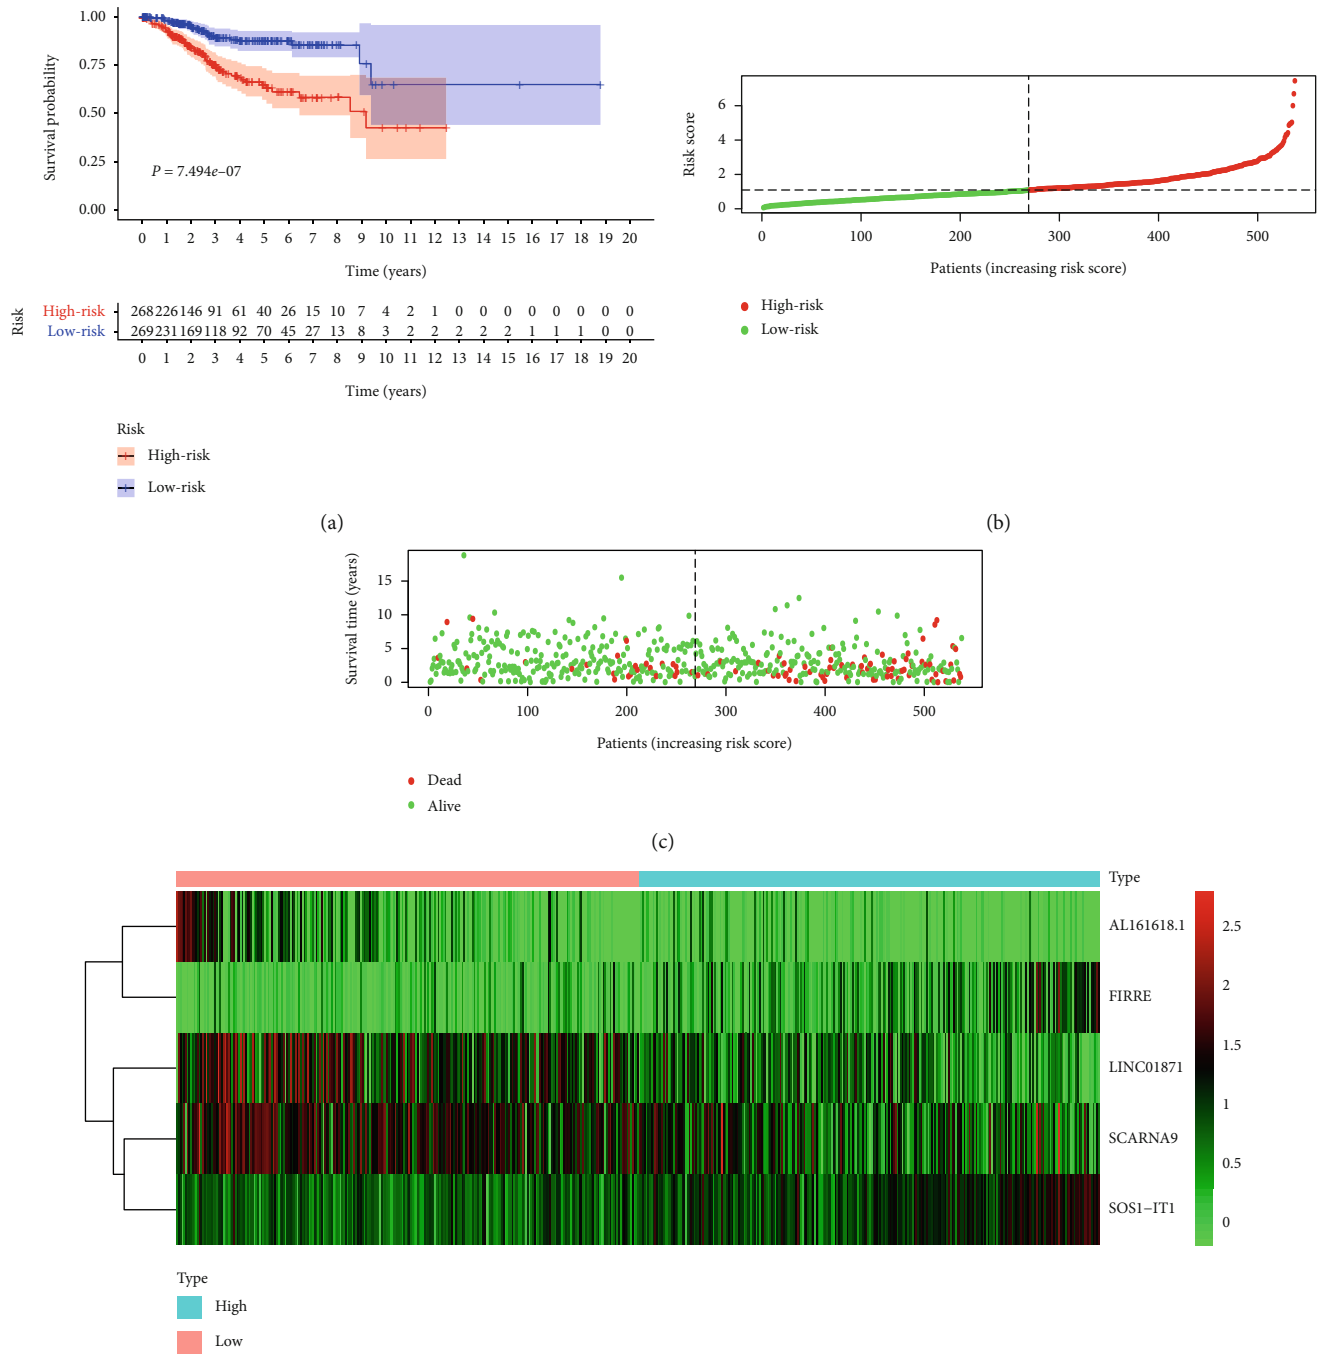 1.00
0.75
0.50
0.25
0.00
Survival probability
P = 7.494e–07
0 1 2 3 4 5 6 7 8 9 10 11 12 13 14 15 16 17 18 19 20
Time (years)
Risk
High-risk 268 226 146 91 61 40 26 15 10 7 4 2 1 0 0 0 0 0 0 0 0
Low-risk 269 231 169 118 92 70 45 27 13 8 3 2 2 2 2 2 1 1 1 0 0
0 1 2 3 4 5 6 7 8 9 10 11 12 13 14 15 16 17 18 19 20
Time (years)
Risk
High-risk
Low-risk
(a)
6
4
2
0
Risk score
0 100 200 300 400 500
Patients (increasing risk score)
High-risk
Low-risk
(b)
15
10
5
0
Survival time (years)
0 100 200 300 400 500
Patients (increasing risk score)
Dead
Alive
(c)
Type
AL161618.1
FIRRE
LINC01871
SCARNA9
SOS1–IT1
2.5
2
1.5
1
0.5
0
Type
High
Low